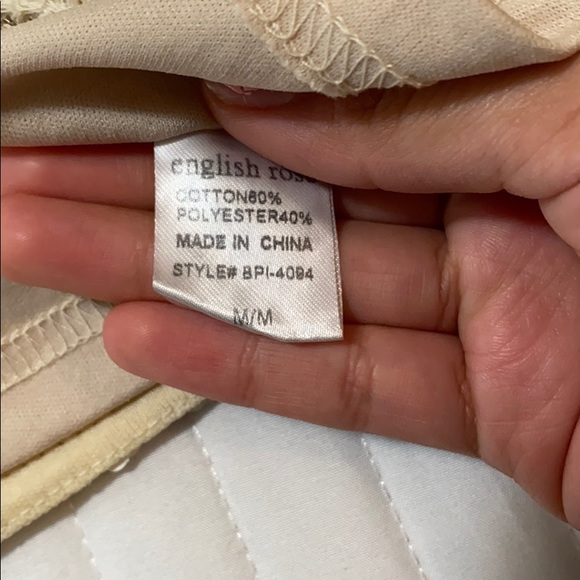 english rose
COTTON60%
POLYESTER40%
MADE IN CHINA
STYLE# BPI-4094
M/M